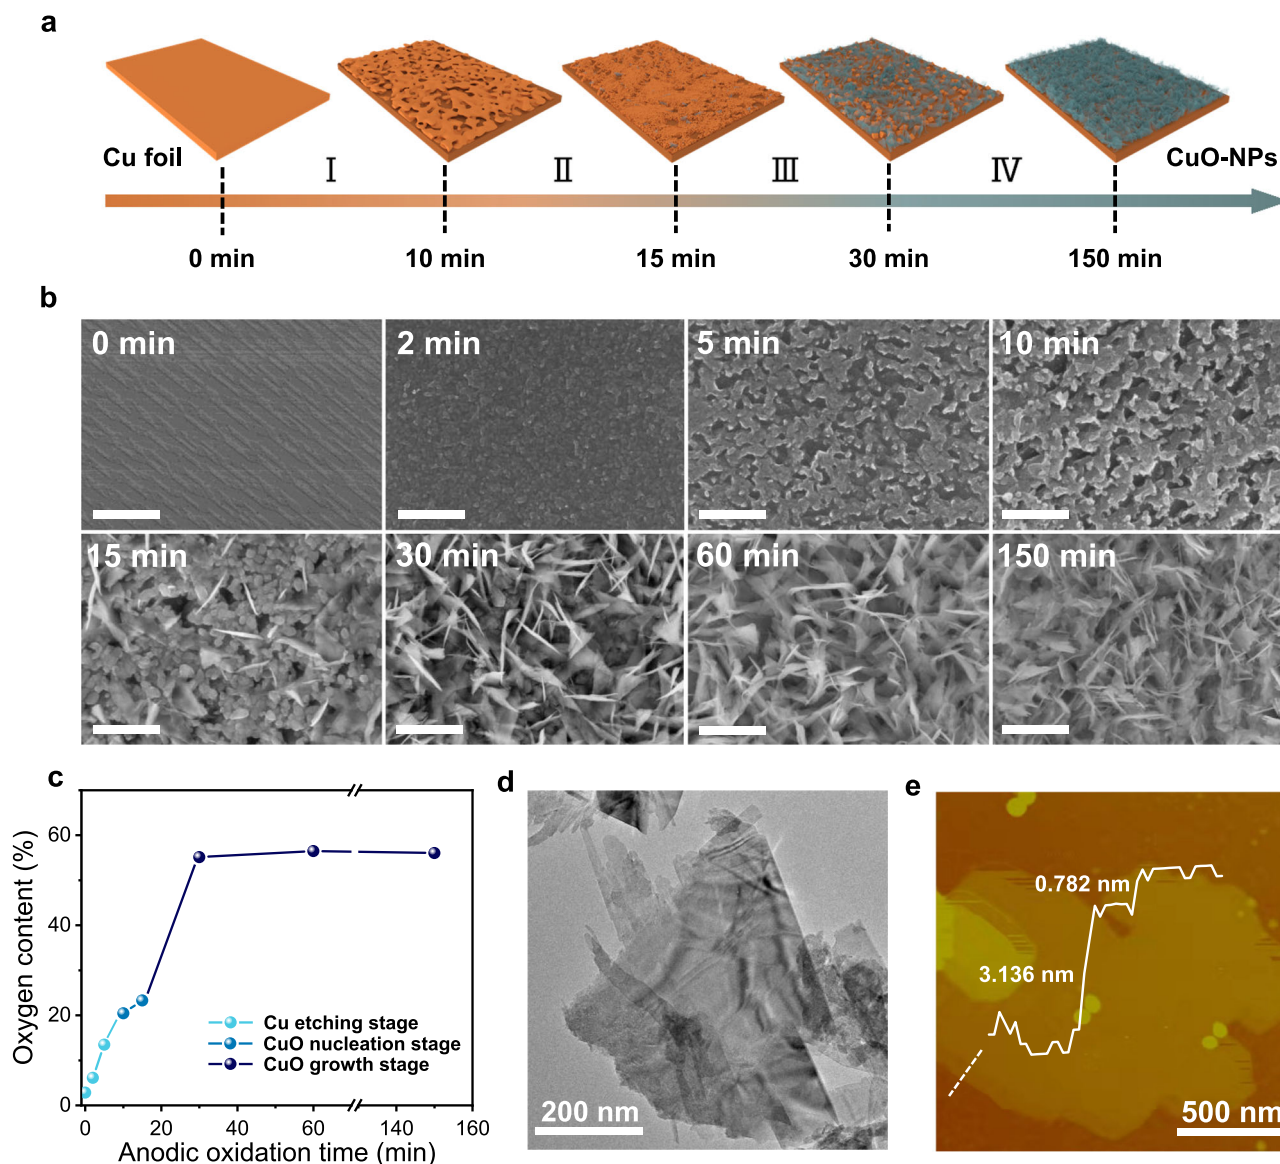 a
Cu foil
I
II
III
IV
CuO-NPs
0 min
10 min
15 min
30 min
150 min
b
0 min
2 min
5 min
10 min
15 min
30 min
60 min
150 min
c
Oxygen content (%)
60
40
20
0
Cu etching stage
CuO nucleation stage
CuO growth stage
0
20
40
60
160
Anodic oxidation time (min)
d
200 nm
e
0.782 nm
3.136 nm
500 nm